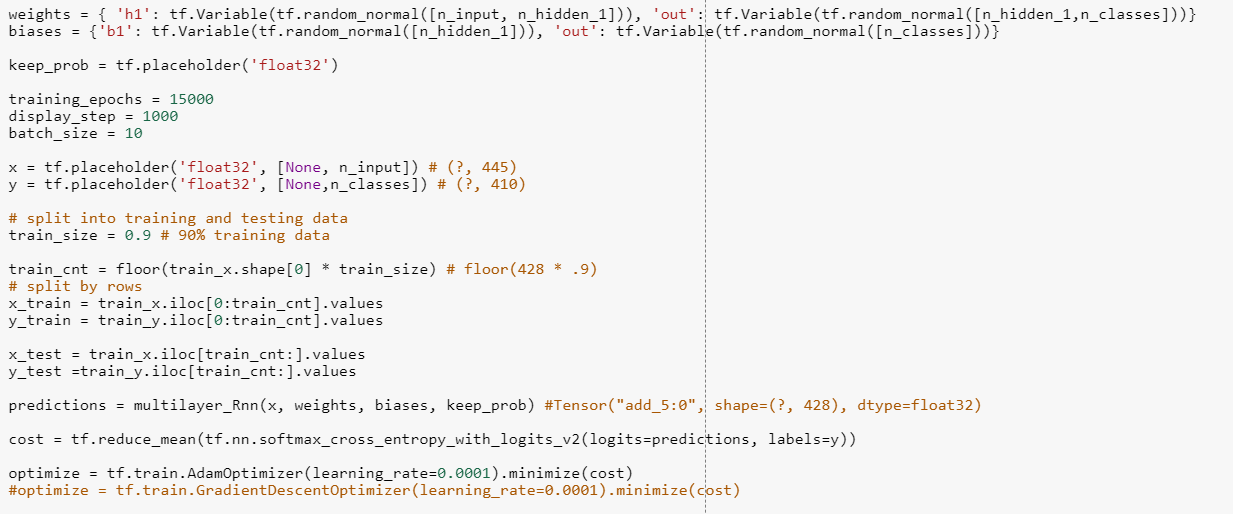 weights = { 'h1': tf.Variable(tf.random_normal([n_input, n_hidden_1])), 'out': tf.Variable(tf.random_normal([n_hidden_1,n_classes]))}
biases = {'b1': tf.Variable(tf.random_normal([n_hidden_1])), 'out': tf.Variable(tf.random_normal([n_classes]))}
keep_prob = tf.placeholder('float32')
training_epochs = 15000
display_step = 1000
batch_size = 10
x = tf.placeholder('float32', [None, n_input]) # (?, 445)
y = tf.placeholder('float32', [None,n_classes]) # (?, 410)
# split into training and testing data
train_size = 0.9 # 90% training data
train_cnt = floor(train_x.shape[0] * train_size) # floor(428 * .9)
# split by rows
x_train = train_x.iloc[0:train_cnt].values
y_train = train_y.iloc[0:train_cnt].values
x_test = train_x.iloc[train_cnt:].values
y_test =train_y.iloc[train_cnt:].values
predictions = multilayer_Rnn(x, weights, biases, keep_prob) #Tensor("add_5:0", shape=(?, 428), dtype=float32)
cost = tf.reduce_mean(tf.nn.softmax_cross_entropy_with_logits_v2(logits=predictions, labels=y))
optimize = tf.train.AdamOptimizer(learning_rate=0.0001).minimize(cost)
#optimize = tf.train.GradientDescentOptimizer(learning_rate=0.0001).minimize(cost)